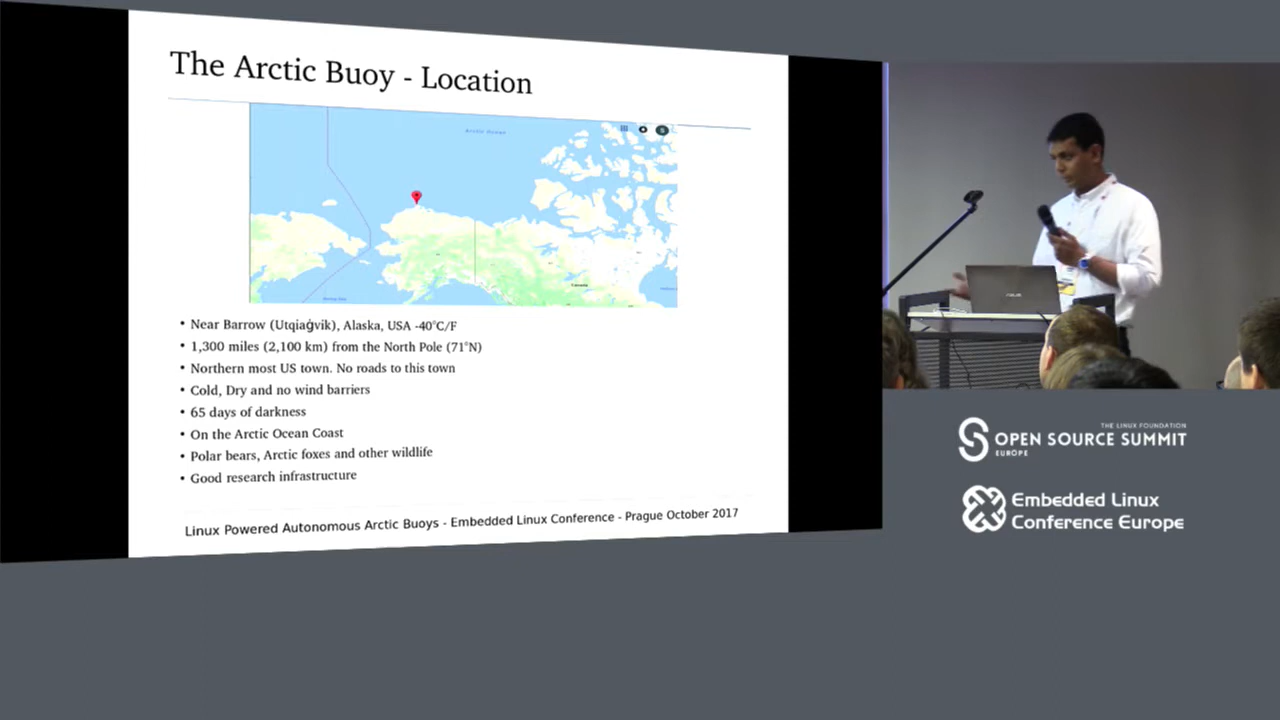 The Arctic Buoy - Location
Arctic Ocean
Canada
Bering Sea
• Near Barrow (Utqiaġvik), Alaska, USA -40°C/F
• 1,300 miles (2,100 km) from the North Pole (71°N)
• Northern most US town. No roads to this town
• Cold, Dry and no wind barriers
• 65 days of darkness
• On the Arctic Ocean Coast
• Polar bears, Arctic foxes and other wildlife
• Good research infrastructure
Linux Powered Autonomous Arctic Buoys - Embedded Linux Conference - Prague October 2017
ASUS
THE LINUX FOUNDATION
OPEN SOURCE SUMMIT
EUROPE
Embedded Linux
Conference Europe